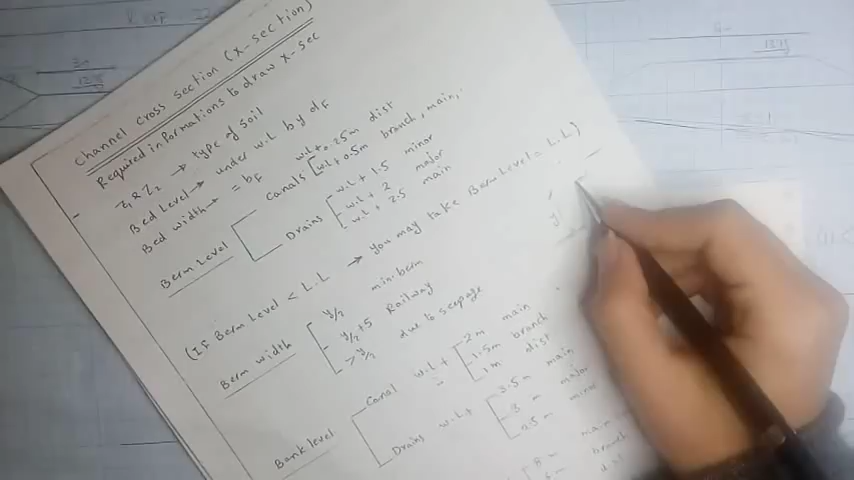 Channel cross section (x-section)
Required informations to draw x-sec
Z1 & Z2 → type of soil
Bed Level → under w.L by dF
Bed width → = bF
Berm Level
Canals
w.L + 0.25m dist
w.L + 0.5m branch, main,
Drains
w.L + 1.5 minor
w.L + 2 major
w.L + 2.5 main
(IF Berm Level < L.L → you may take Berm Level = L.L)
Berm width
y/2 min. berm
y/2 + 5 Railway
> y/2 due to seepage
y
Bank level
Canal w.L +
2m main
1.5m branch
1m dist
Drains w.L +
3.5m main
3m major
2.5m minor
8m main
branch